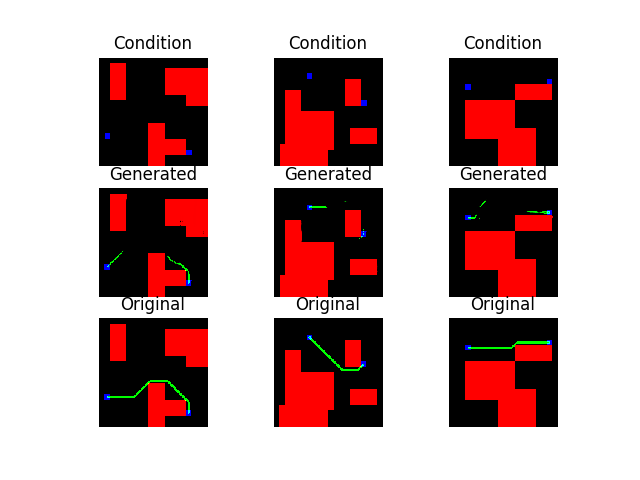 Condition Condition Condition
Generated Generated Generated
Original Original Original